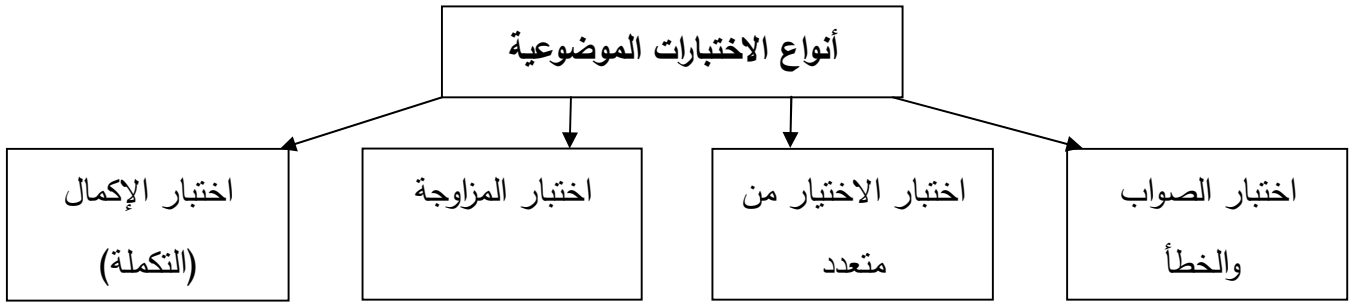 أنواع الاختبارات الموضوعية
اختبار الصواب
والخطأ
اختبار الاختيار من
متعدد
اختبار المزاوجة
اختبار الإكمال
(التكملة)